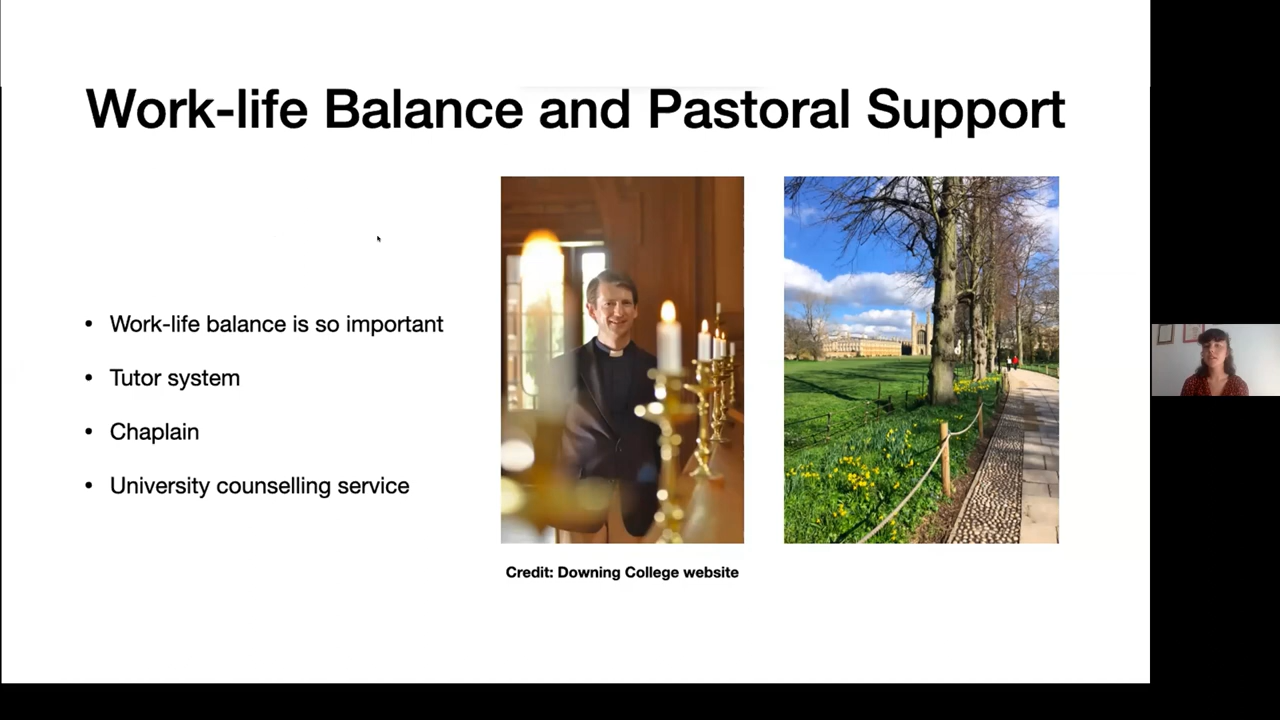 Work-life Balance and Pastoral Support
• Work-life balance is so important
• Tutor system
• Chaplain
• University counselling service
Credit: Downing College website